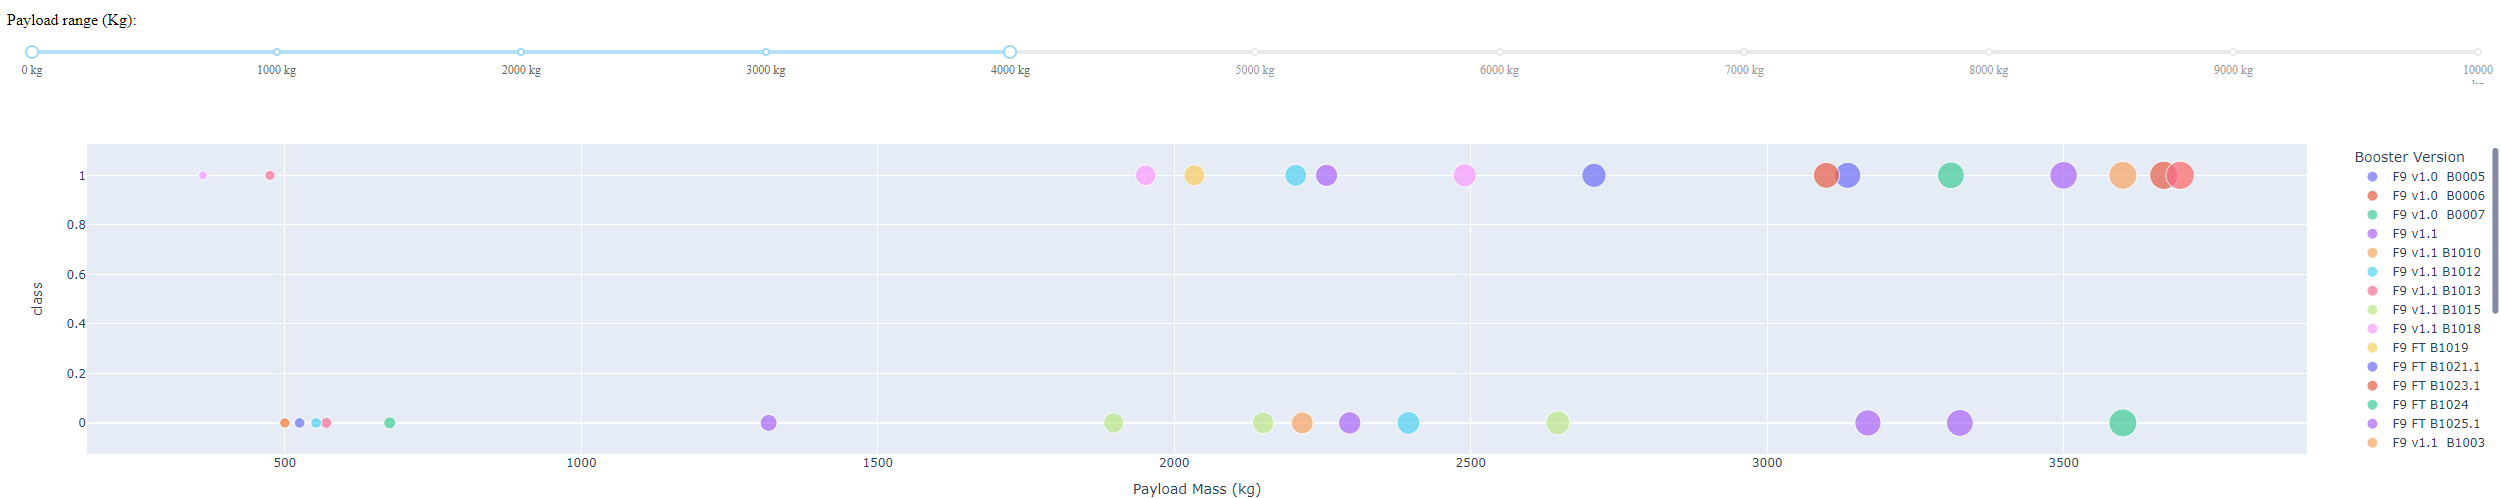 Payload range (Kg):
0 kg 1000 kg 2000 kg 3000 kg 4000 kg 5000 kg 6000 kg 7000 kg 8000 kg 9000 kg 10000
Booster Version
F9 v1.0  B0005
F9 v1.0  B0006
F9 v1.0  B0007
F9 v1.1
F9 v1.1 B1010
F9 v1.1 B1012
F9 v1.1 B1013
F9 v1.1 B1015
F9 v1.1 B1018
F9 FT B1019
F9 FT B1021.1
F9 FT B1023.1
F9 FT B1024
F9 FT B1025.1
F9 v1.1  B1003
1
0.8
0.6
0.4
0.2
0
class
500 1000 1500 2000 2500 3000 3500
Payload Mass (kg)